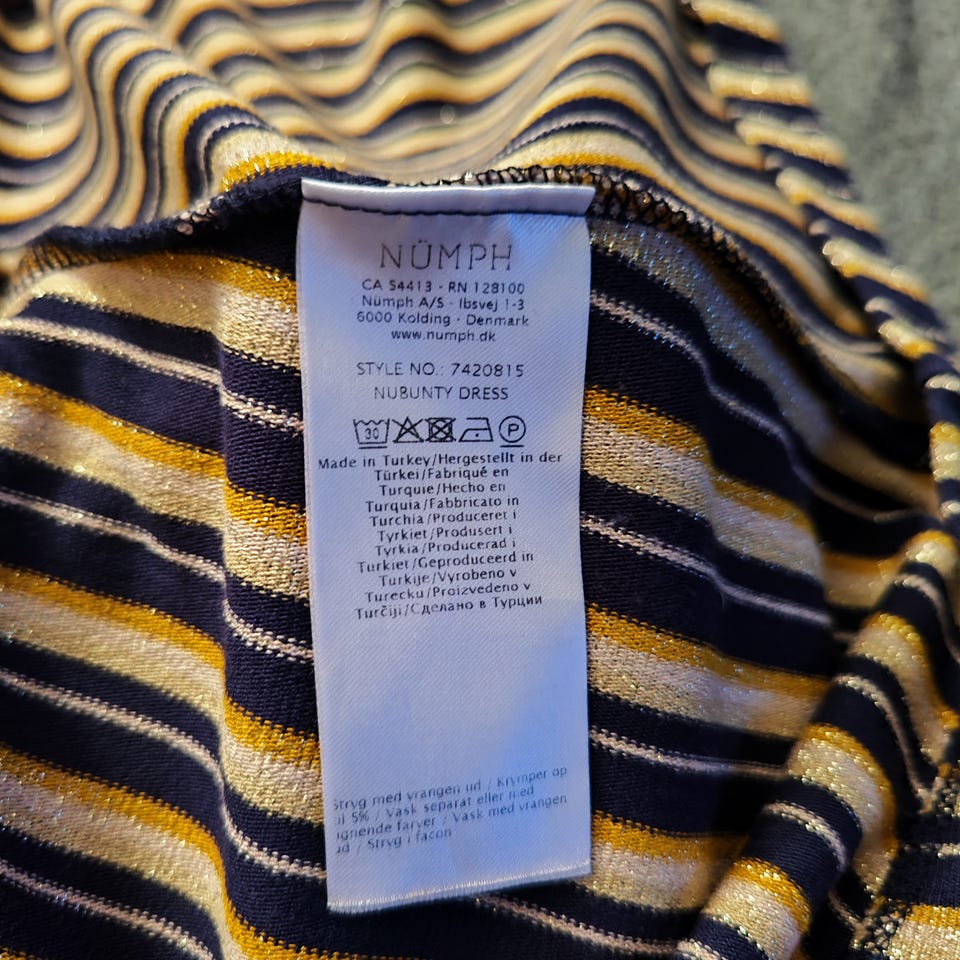 NÜMPH
CA 54413 - RN 128100
Nümph A/S - Ibsvej 1-3
6000 Kolding - Denmark
www.numph.dk
STYLE NO.: 7420815
NUBUNTY DRESS
30
P
Made in Turkey/Hergestellt in der
Türkei/Fabriqué en
Turquie/Hecho en
Turquia/Fabbricato in
Turchia/Produceret i
Tyrkiet/Produsert i
Tyrkia/Producerad i
Turkiet/Geproduceerd in
Turkije/Vyrobeno v
Turecku/Proizvedeno v
Turčiji/Сделано в Турции
Stryg med vrangen ud / Krymper op
til 5% / Vask separat eller med
lignende farver / Vask med vrangen
ud / Stryg i facon